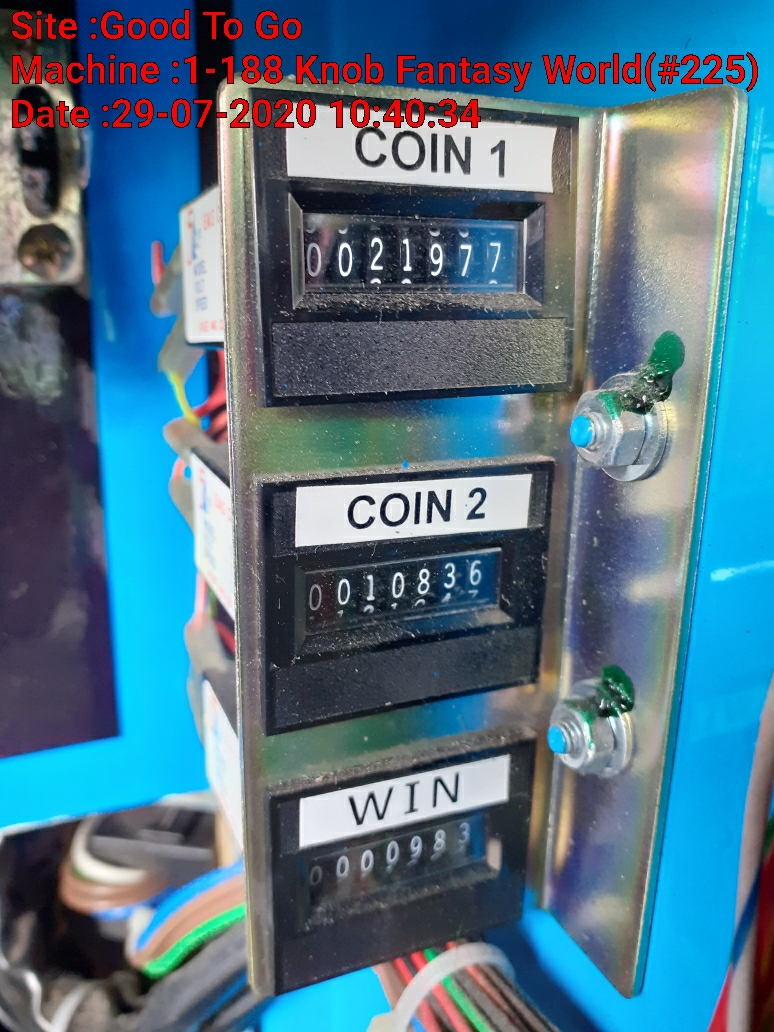 Site :Good To Go
Machine :1-188 Knob Fantasy World(#225)
Date :29-07-2020 10:40:34
COIN 1
0021977
COIN 2
0010836
WIN
0000983